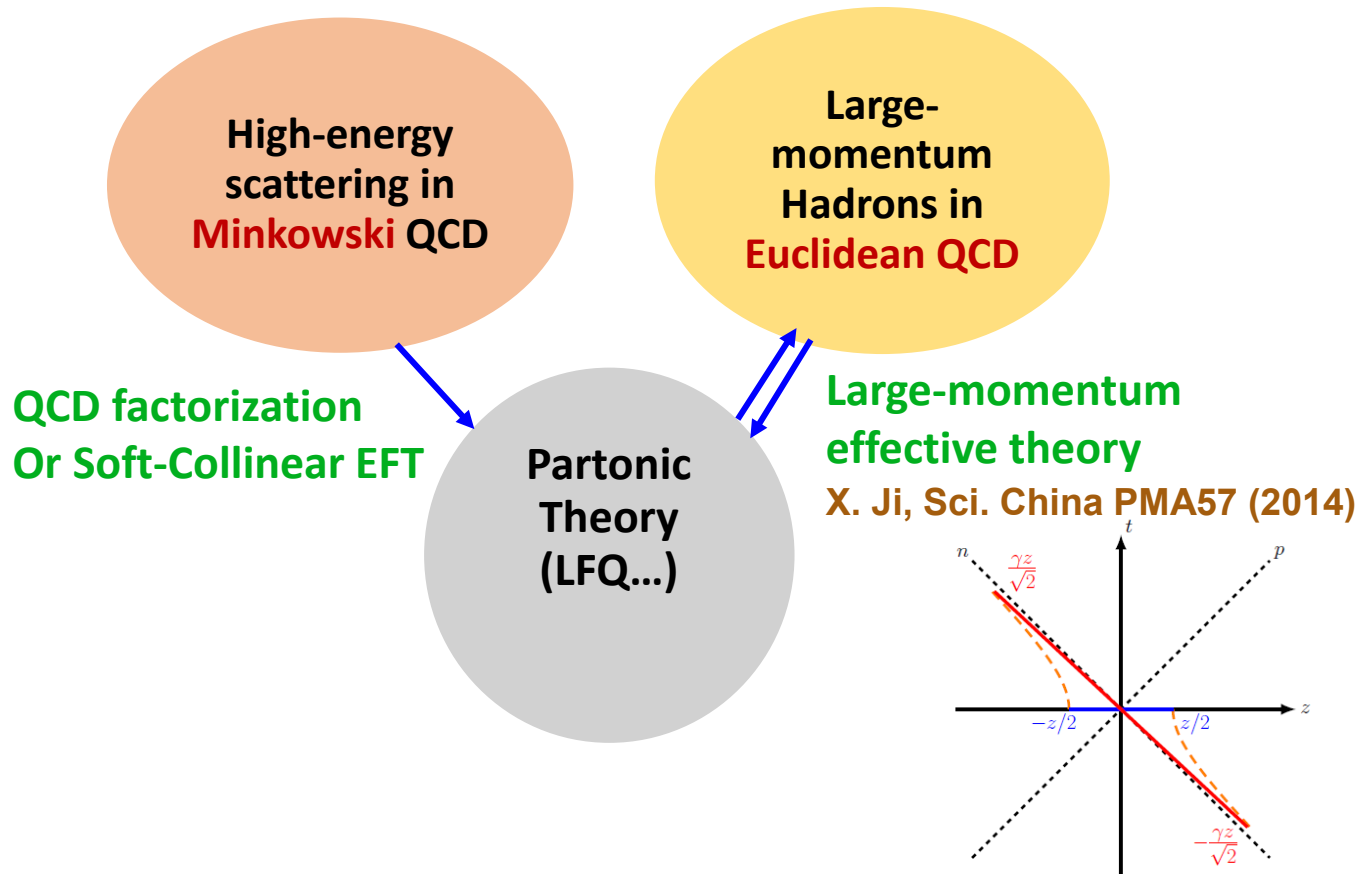 High-energy
scattering in
Minkowski QCD
Large-
momentum
Hadrons in
Euclidean QCD
QCD factorization
Or Soft-Collinear EFT
Partonic
Theory
(LFQ…)
Large-momentum
effective theory
X. Ji, Sci. China PMA57 (2014)
t
n
p
γz/√2
−z/2
z/2
z
−γz/√2